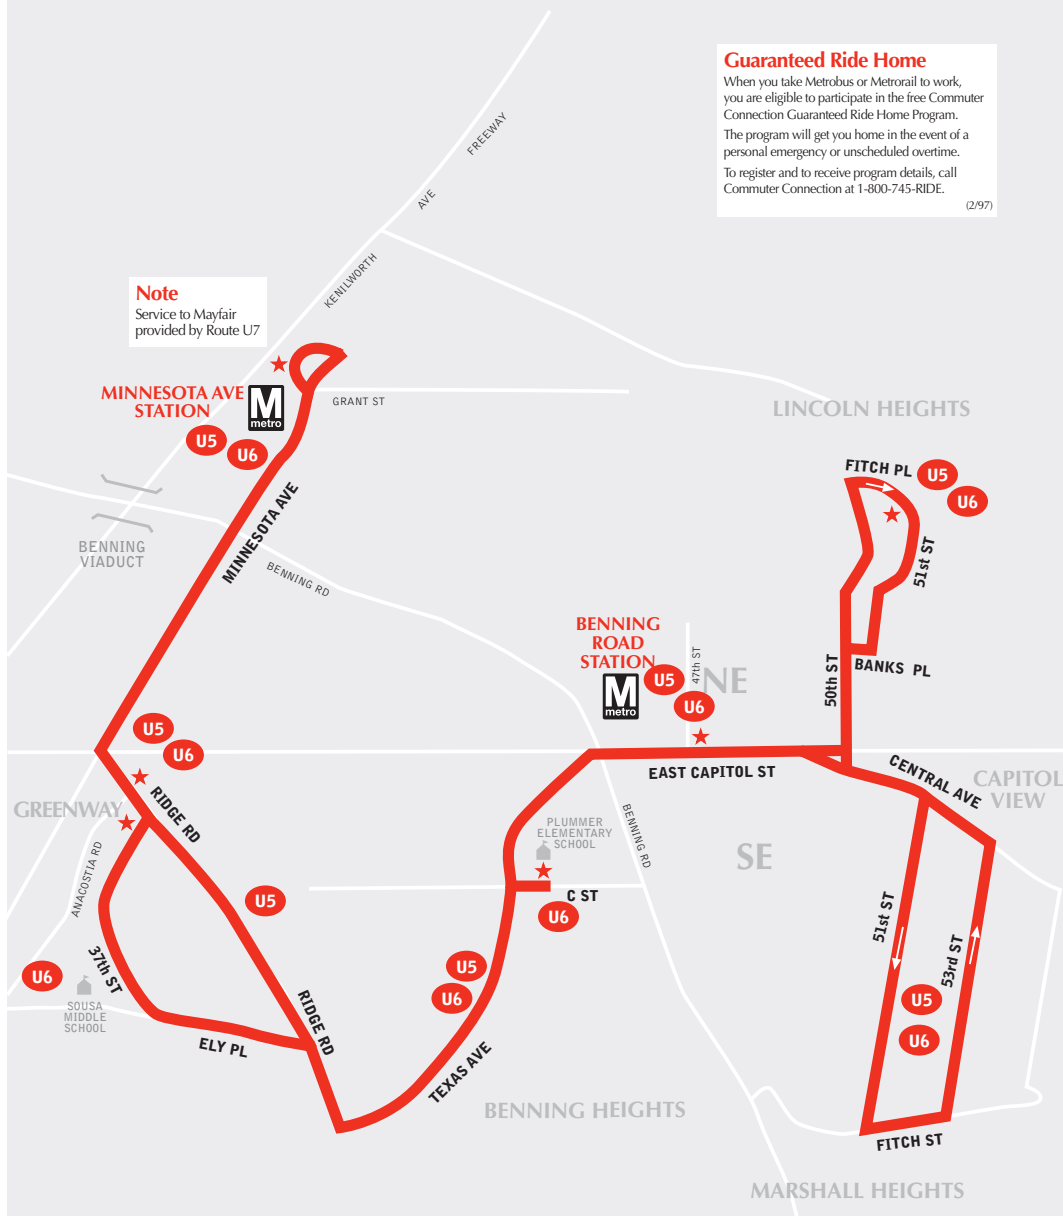 Guaranteed Ride Home
When you take Metrobus or Metrorail to work,
you are eligible to participate in the free Commuter
Connection Guaranteed Ride Home Program.
The program will get you home in the event of a
personal emergency or unscheduled overtime.
To register and to receive program details, call
Commuter Connection at 1-800-745-RIDE.
(2/97)
FREEWAY
AVE
KENILWORTH
Note
Service to Mayfair
provided by Route U7
MINNESOTA AVE
STATION
M
metro
GRANT ST
U5
U6
LINCOLN HEIGHTS
FITCH PL
U5
U6
51st ST
MINNESOTA AVE
BENNING
VIADUCT
BENNING RD
BENNING
ROAD
STATION
M
metro
U5
U6
47th ST
NE
50th ST
BANKS PL
U5
U6
EAST CAPITOL ST
CENTRAL AVE
CAPITOL
VIEW
GREENWAY
RIDGE RD
BENNING RD
PLUMMER
ELEMENTARY
SCHOOL
SE
ANACOSTIA RD
U5
C ST
U6
51st ST
53rd ST
37th ST
U6
U5
U6
U5
U6
SOUSA
MIDDLE
SCHOOL
RIDGE RD
ELY PL
TEXAS AVE
BENNING HEIGHTS
FITCH ST
MARSHALL HEIGHTS